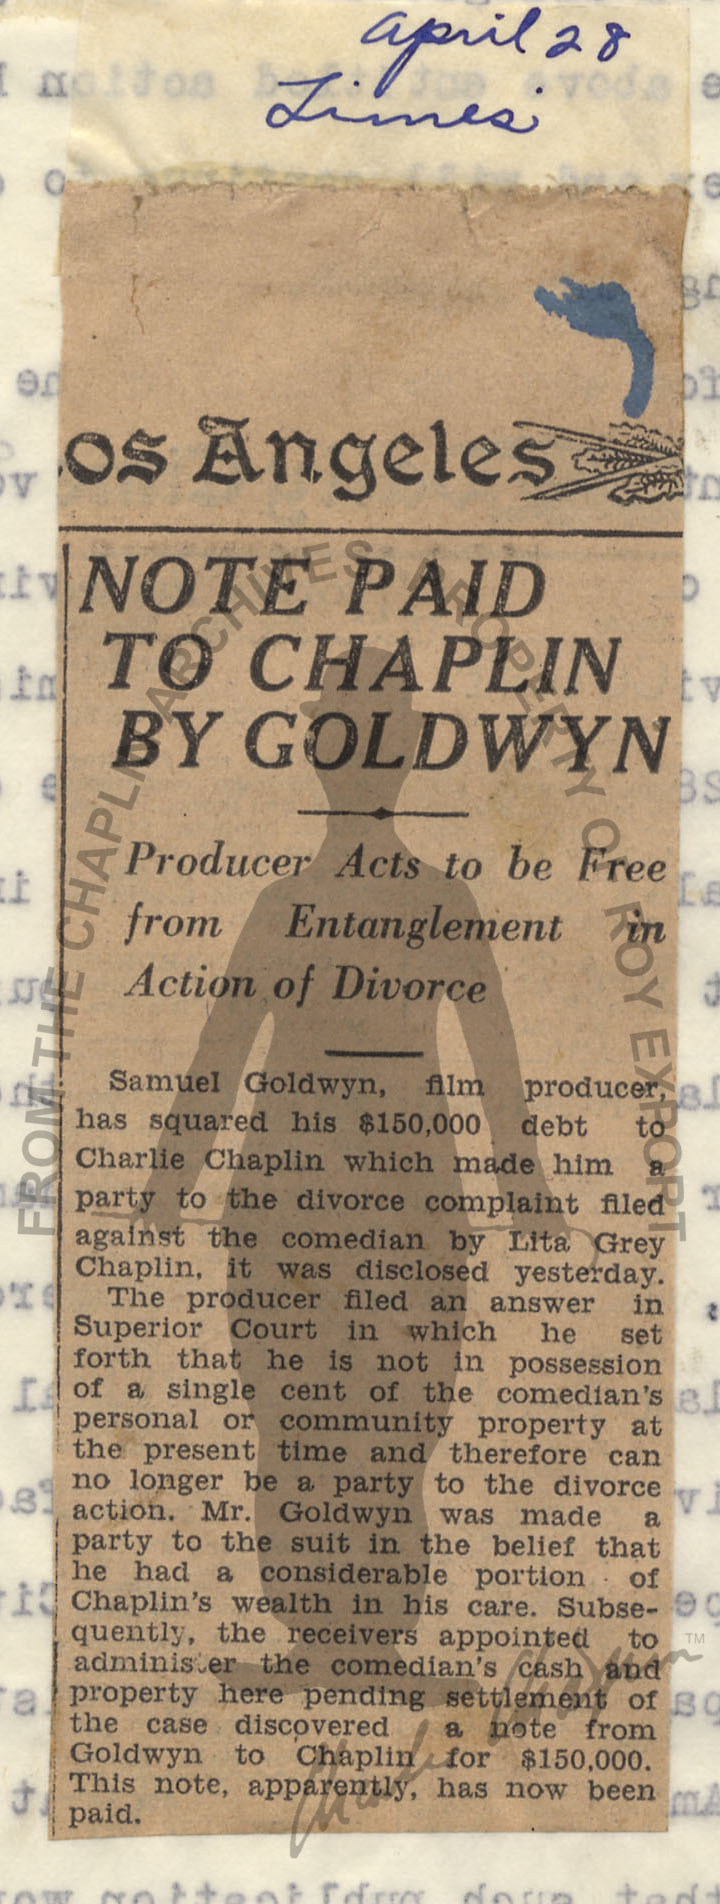 April 28
Times
os Angeles
NOTE PAID
TO CHAPLIN
BY GOLDWYN
Producer Acts to be Free
from Entanglement in
Action of Divorce
Samuel Goldwyn, film producer,
has squared his $150,000 debt to
Charlie Chaplin which made him a
party to the divorce complaint filed
against the comedian by Lita Grey
Chaplin, it was disclosed yesterday.
The producer filed an answer in
Superior Court in which he set
forth that he is not in possession
of a single cent of the comedian's
personal or community property at
the present time and therefore can
no longer be a party to the divorce
action. Mr. Goldwyn was made a
party to the suit in the belief that
he had a considerable portion of
Chaplin's wealth in his care. Subse-
quently, the receivers appointed to
adminis.er the comedian's cash and
property here pending settlement of
the case discovered a note from
Goldwyn to Chaplin for $150,000.
This note, apparently, has now been
paid.
FROM THE CHAPLIN ARCHIVES PROPERTY OF ROY EXPORT
Charlie Chaplin TM